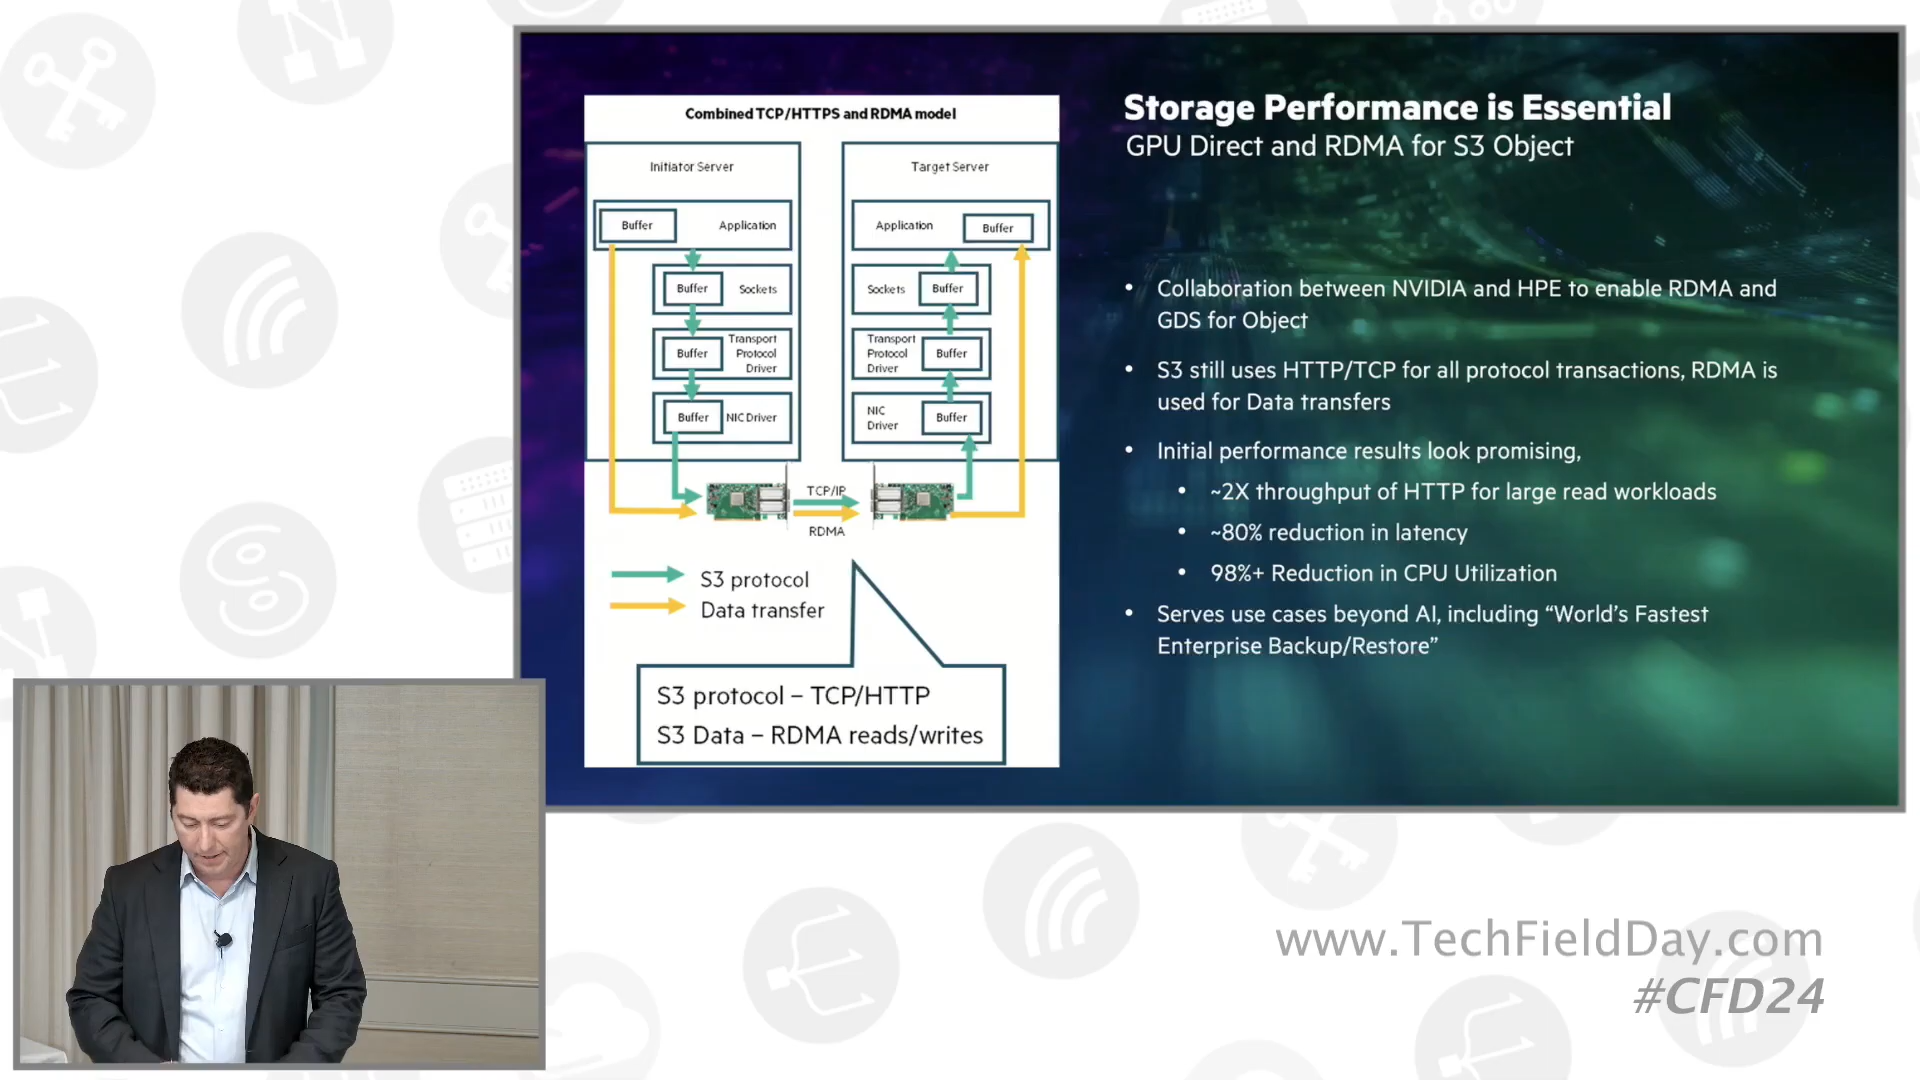 Combined TCP/HTTPS and RDMA model
Initiator Server
Target Server
Buffer
Application
Application
Buffer
Buffer
Sockets
Sockets
Buffer
Buffer
Transport
Protocol
Driver
Transport
Protocol
Driver
Buffer
Buffer
NIC Driver
NIC
Driver
Buffer
TCP/IP
RDMA
S3 protocol
Data transfer
S3 protocol – TCP/HTTP
S3 Data – RDMA reads/writes
Storage Performance is Essential
GPU Direct and RDMA for S3 Object
• Collaboration between NVIDIA and HPE to enable RDMA and
GDS for Object
• S3 still uses HTTP/TCP for all protocol transactions, RDMA is
used for Data transfers
• Initial performance results look promising,
• ~2X throughput of HTTP for large read workloads
• ~80% reduction in latency
• 98%+ Reduction in CPU Utilization
• Serves use cases beyond AI, including “World’s Fastest
Enterprise Backup/Restore”
www.TechFieldDay.com
#CFD24